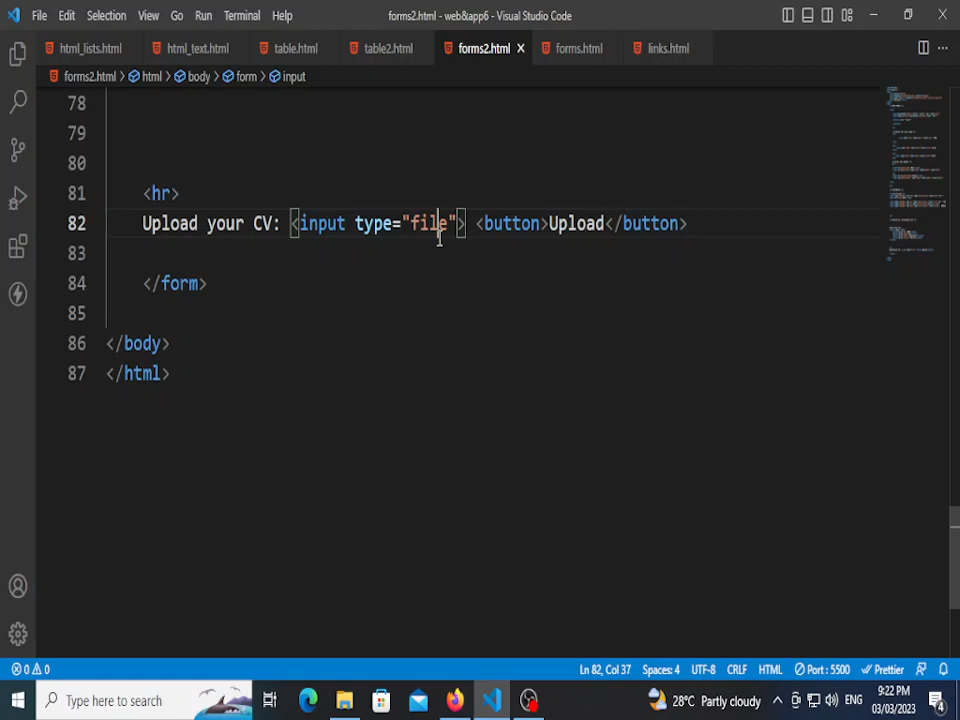 File Edit Selection View Go Run Terminal Help forms2.html - web&app6 - Visual Studio Code
html_lists.html html_text.html table.html table2.html forms2.html forms.html links.html
forms2.html > html > body > form > input
78
79
80
81 <hr>
82 Upload your CV: <input type="file"> <button>Upload</button>
83
84 </form>
85
86 </body>
87 </html>
0 0 Ln 82, Col 37 Spaces: 4 UTF-8 CRLF HTML Port : 5500 Prettier
Type here to search 28°C Partly cloudy ENG 9:22 PM
03/03/2023 4